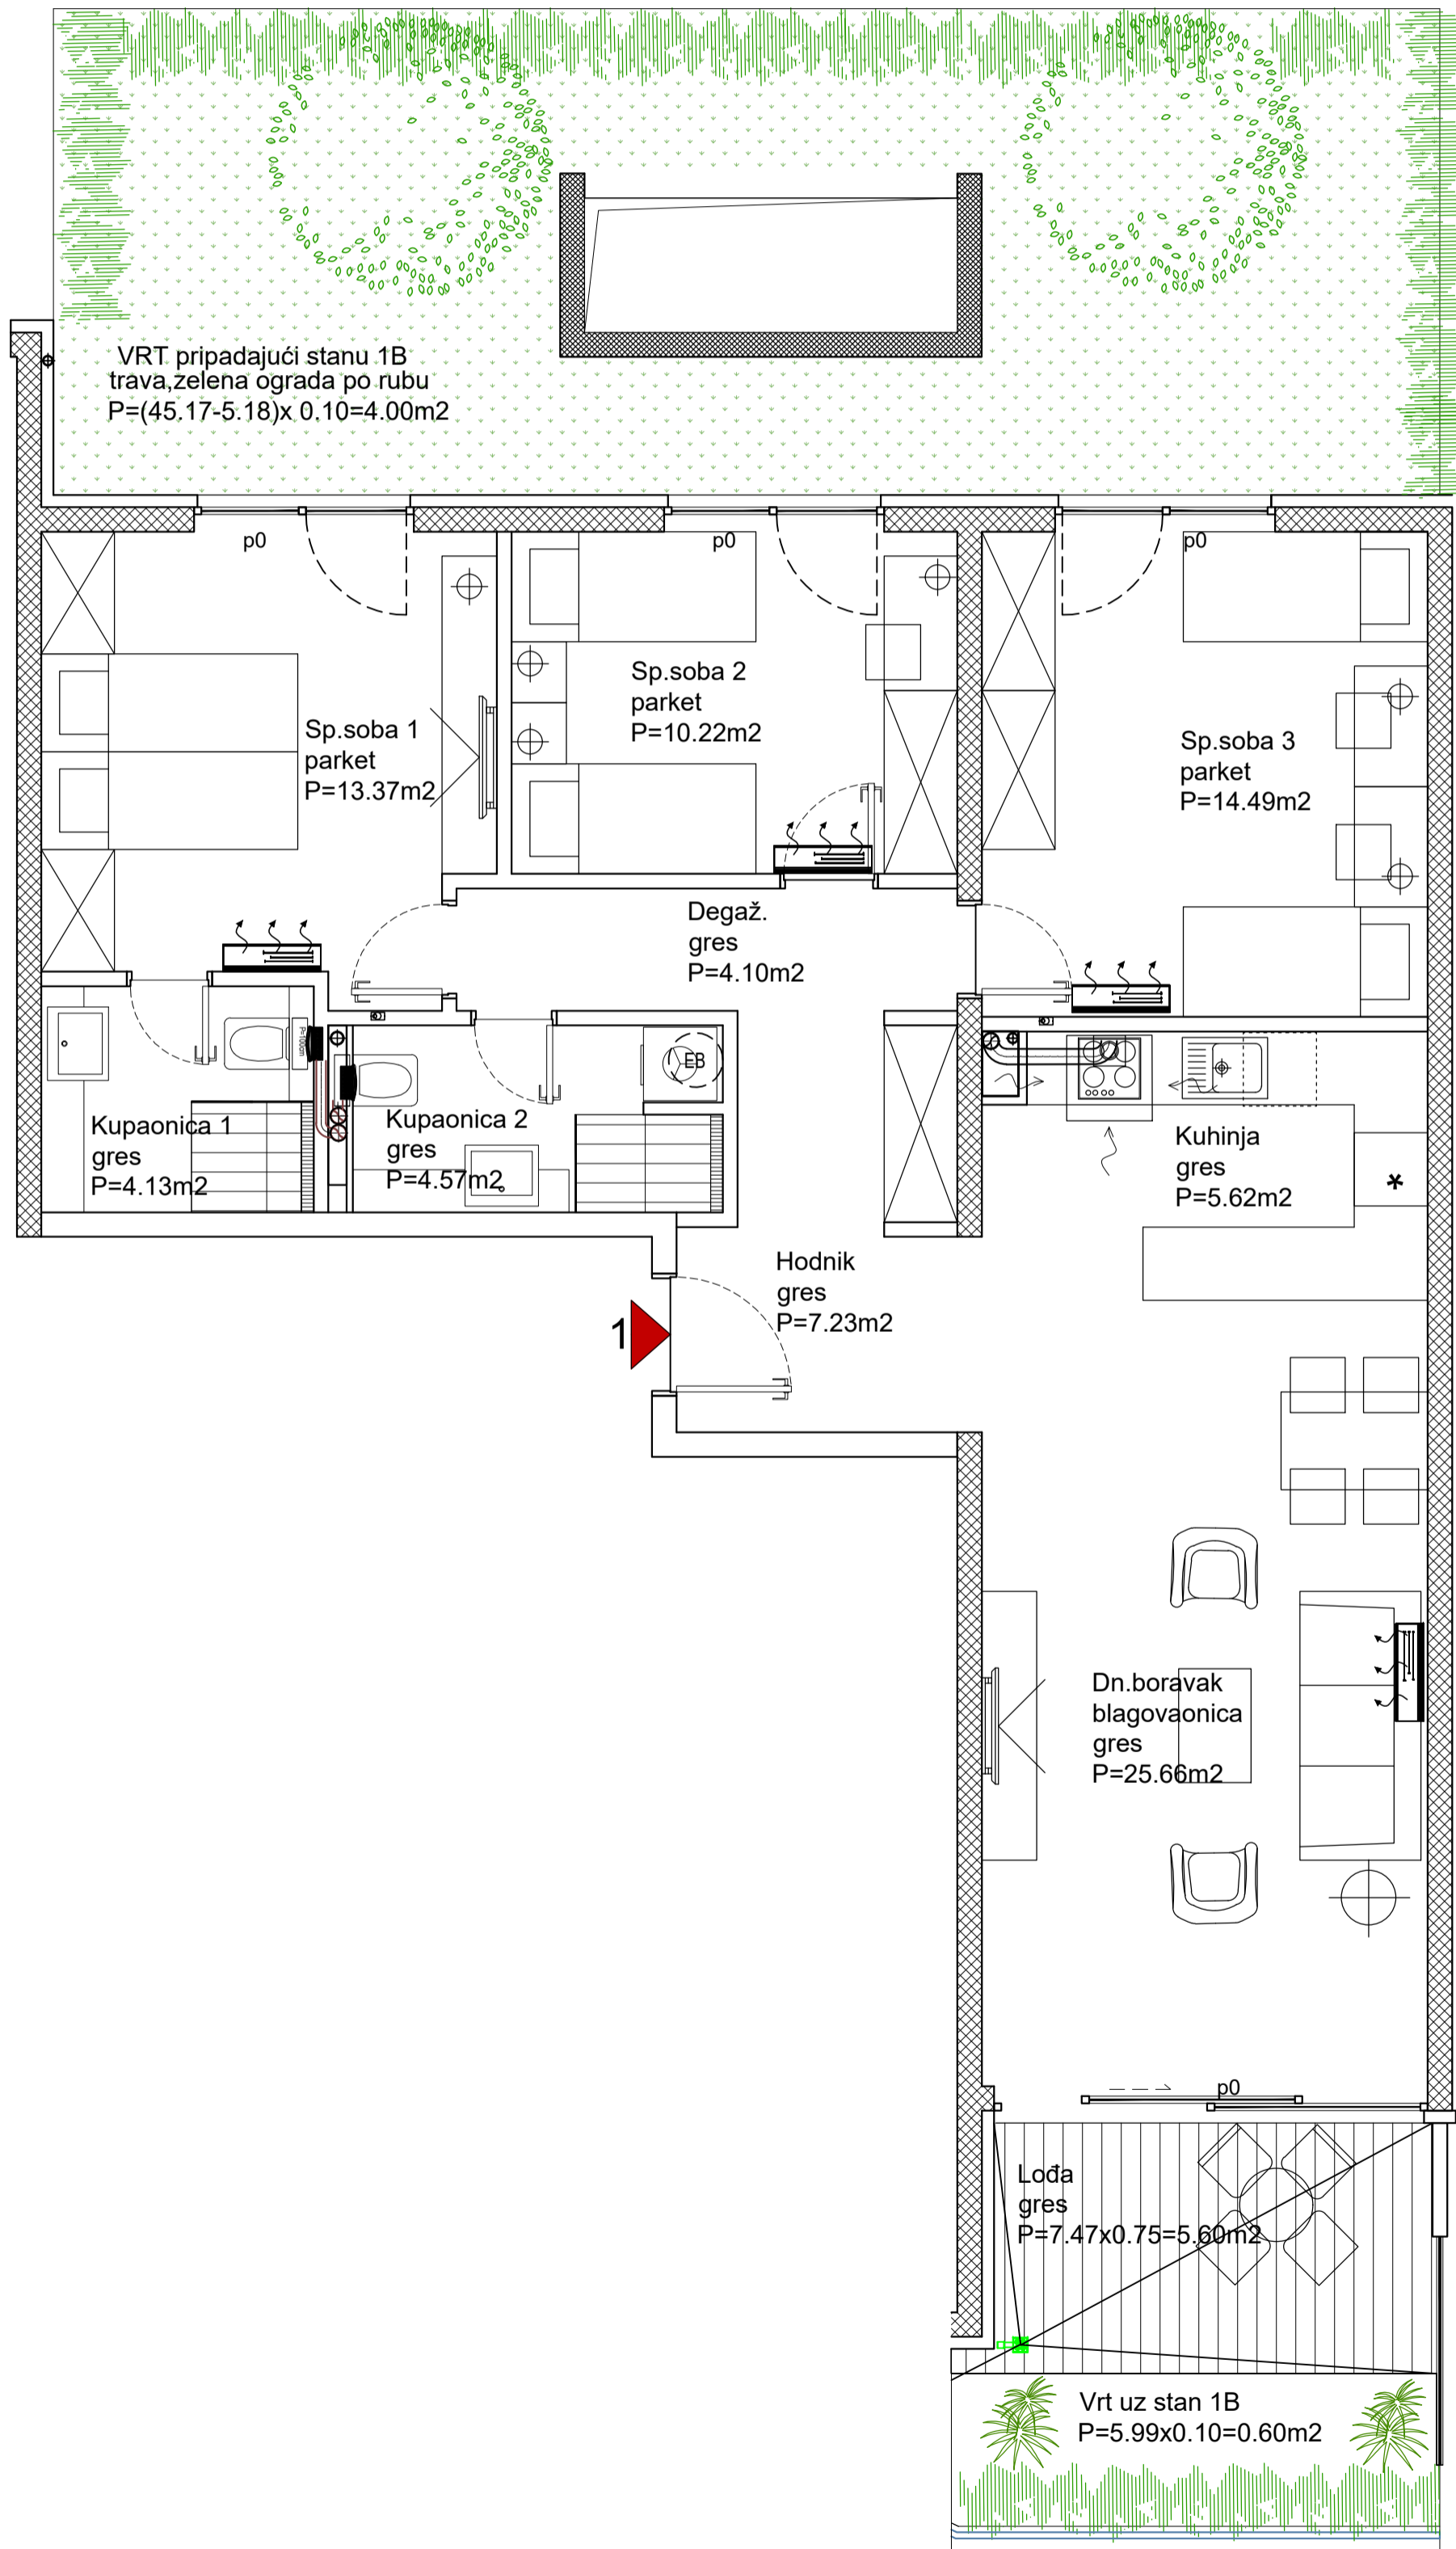 VRT pripadajući stanu 1B
trava,zelena ograda po rubu
P=(45.17-5.18)x 0.10=4.00m2
p0
p0
p0
Sp.soba 1
parket
P=13.37m2
Sp.soba 2
parket
P=10.22m2
Sp.soba 3
parket
P=14.49m2
Degaž.
gres
P=4.10m2
Kupaonica 1
gres
P=4.13m2
Kupaonica 2
gres
P=4.57m2
EB
Kuhinja
gres
P=5.62m2
*
Hodnik
gres
P=7.23m2
1
Dn.boravak
blagovaonica
gres
P=25.66m2
p0
Lođa
gres
P=7.47x0.75=5.60m2
Vrt uz stan 1B
P=5.99x0.10=0.60m2